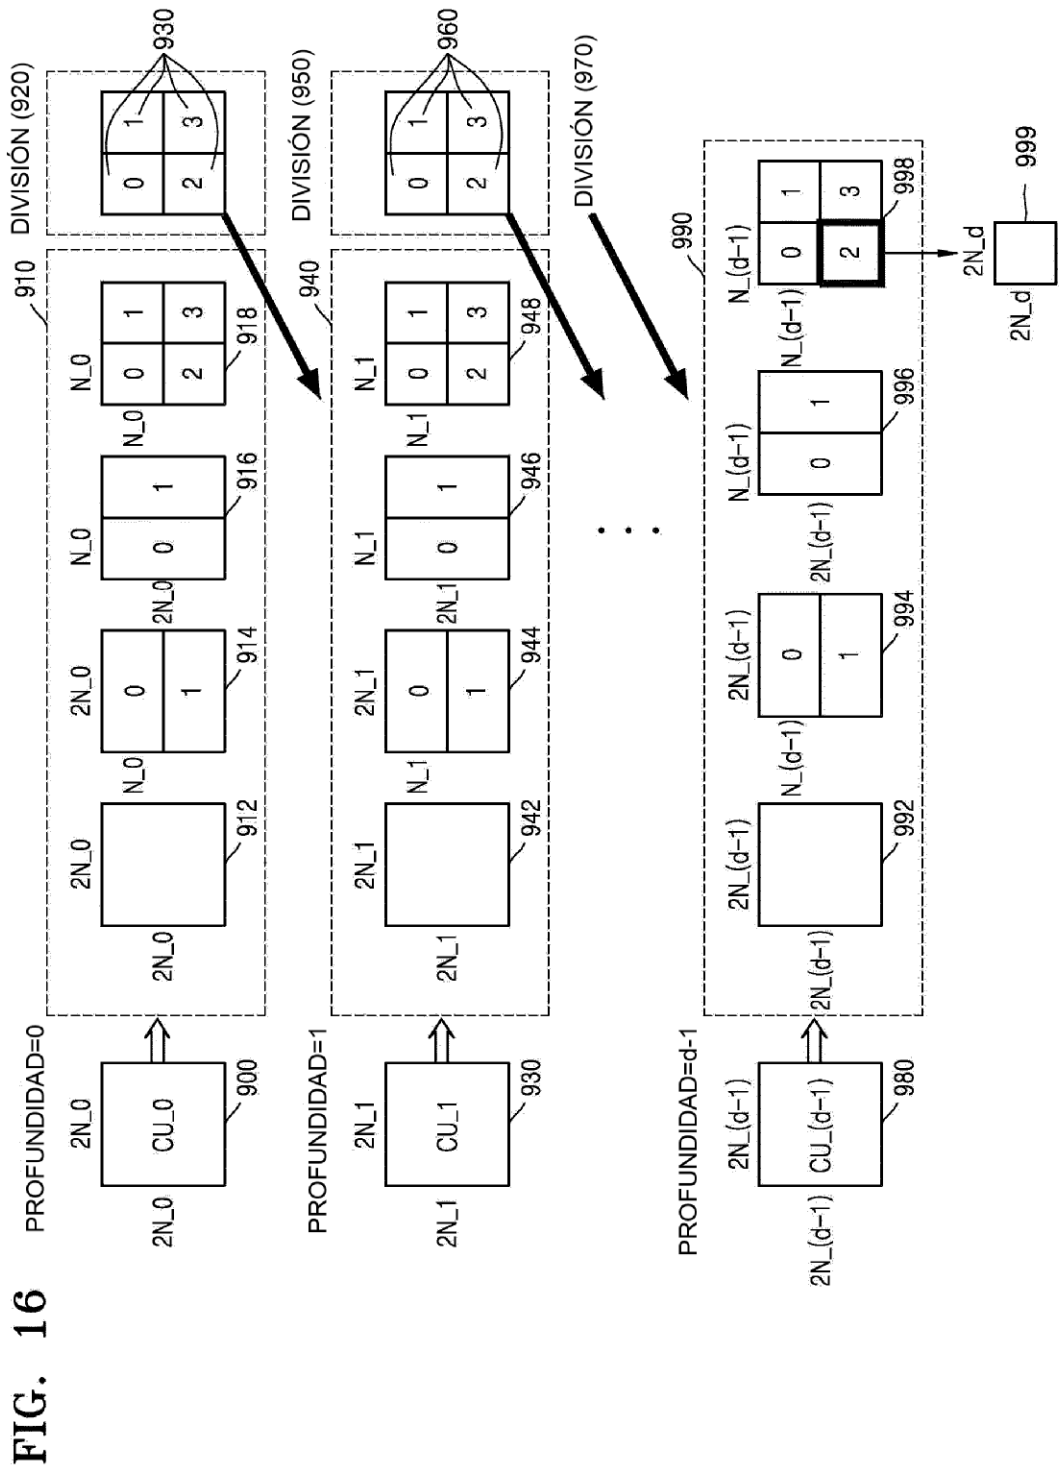 FIG. 16
PROFUNDIDAD=0
910
DIVISIÓN (920)
930
2N_0
2N_0
N_0
N_0
2N_0
CU_0
2N_0
N_0
0
1
2N_0
0
1
N_0
0
1
2
3
0
1
2
3
900
912
914
916
918
PROFUNDIDAD=1
940
DIVISIÓN (950)
960
2N_1
2N_1
2N_1
N_1
N_1
2N_1
CU_1
2N_1
N_1
0
1
2N_1
0
1
N_1
0
1
2
3
0
1
2
3
930
942
944
946
948
DIVISIÓN (970)
. . .
PROFUNDIDAD=d-1
990
2N_(d-1)
2N_(d-1)
2N_(d-1)
N_(d-1)
N_(d-1)
2N_(d-1)
CU_(d-1)
2N_(d-1)
N_(d-1)
0
1
2N_(d-1)
0
1
N_(d-1)
0
1
2
3
980
992
994
996
998
2N_d
2N_d
999